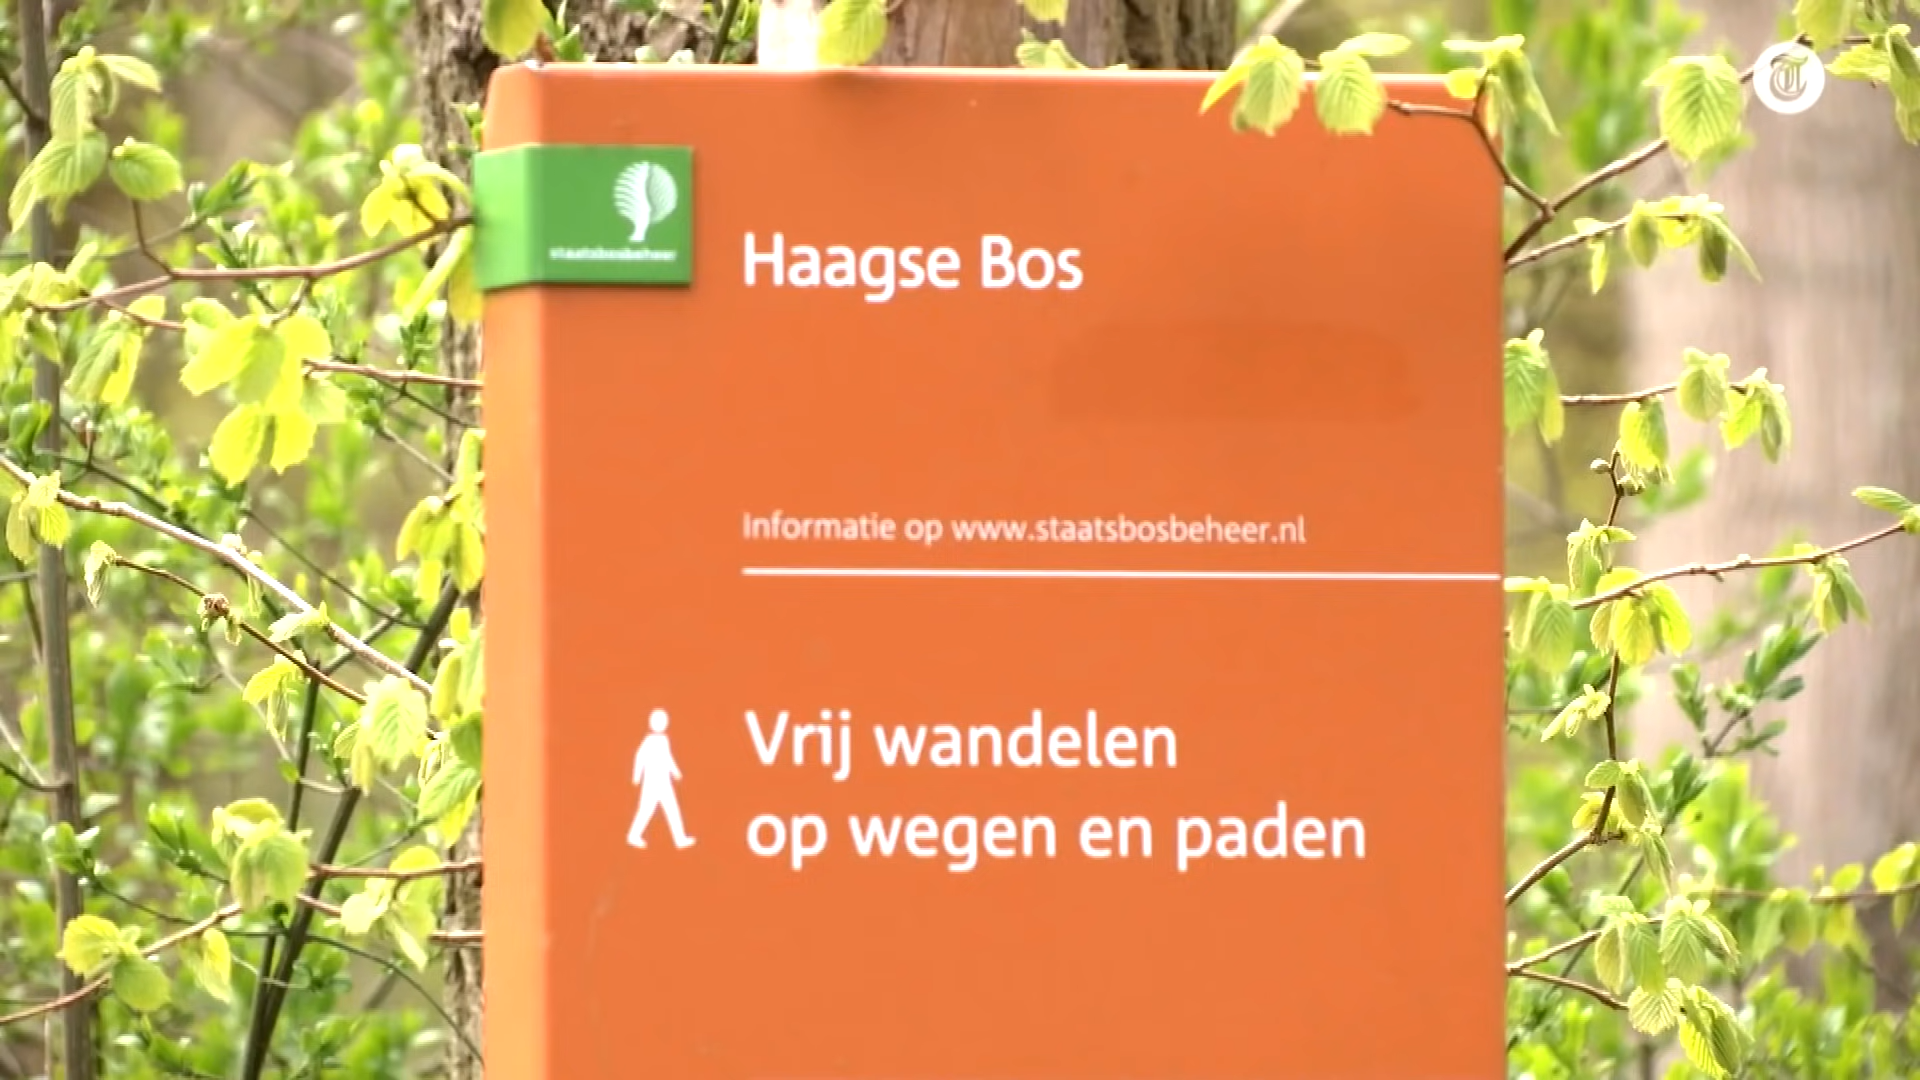 staatsbosbeheer
Haagse Bos
Informatie op www.staatsbosbeheer.nl
Vrij wandelen
op wegen en paden
T